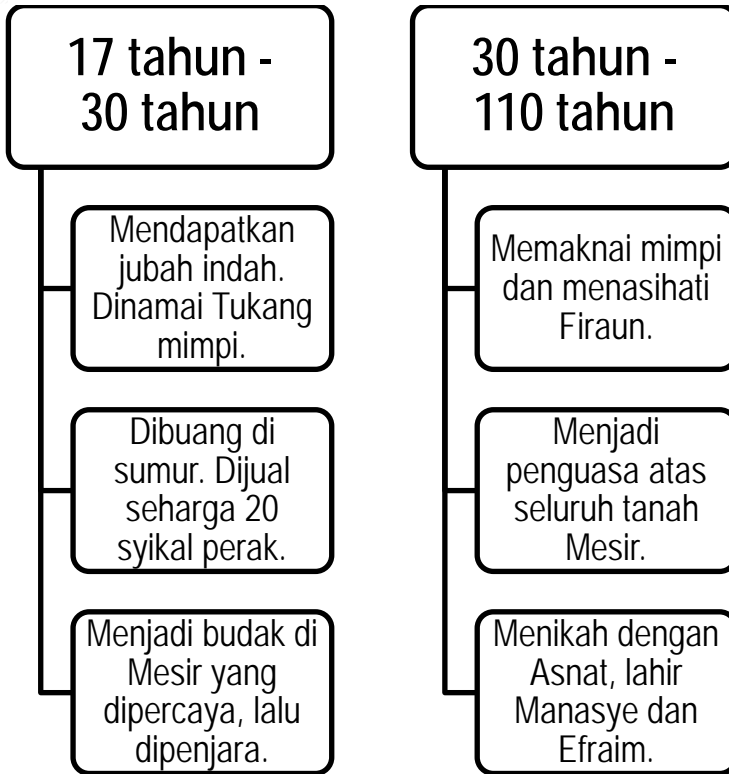 17 tahun -
30 tahun
Mendapatkan
jubah indah.
Dinamai Tukang
mimpi.
Dibuang di
sumur. Dijual
seharga 20
syikal perak.
Menjadi budak di
Mesir yang
dipercaya, lalu
dipenjara.
30 tahun -
110 tahun
Memaknai mimpi
dan menasihati
Firaun.
Menjadi
penguasa atas
seluruh tanah
Mesir.
Menikah dengan
Asnat, lahir
Manasye dan
Efraim.